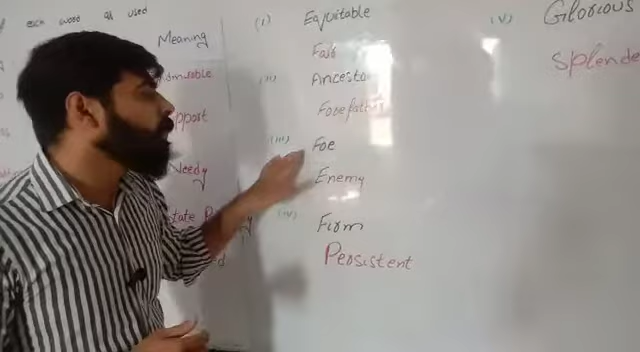 each word all used
Meaning
Support
Needy
(i) Equitable
Fair
(ii) Ancestor
Forefather
(iii) Foe
Enemy
(iv) Firm
Persistent
(v) Glorious
Splende